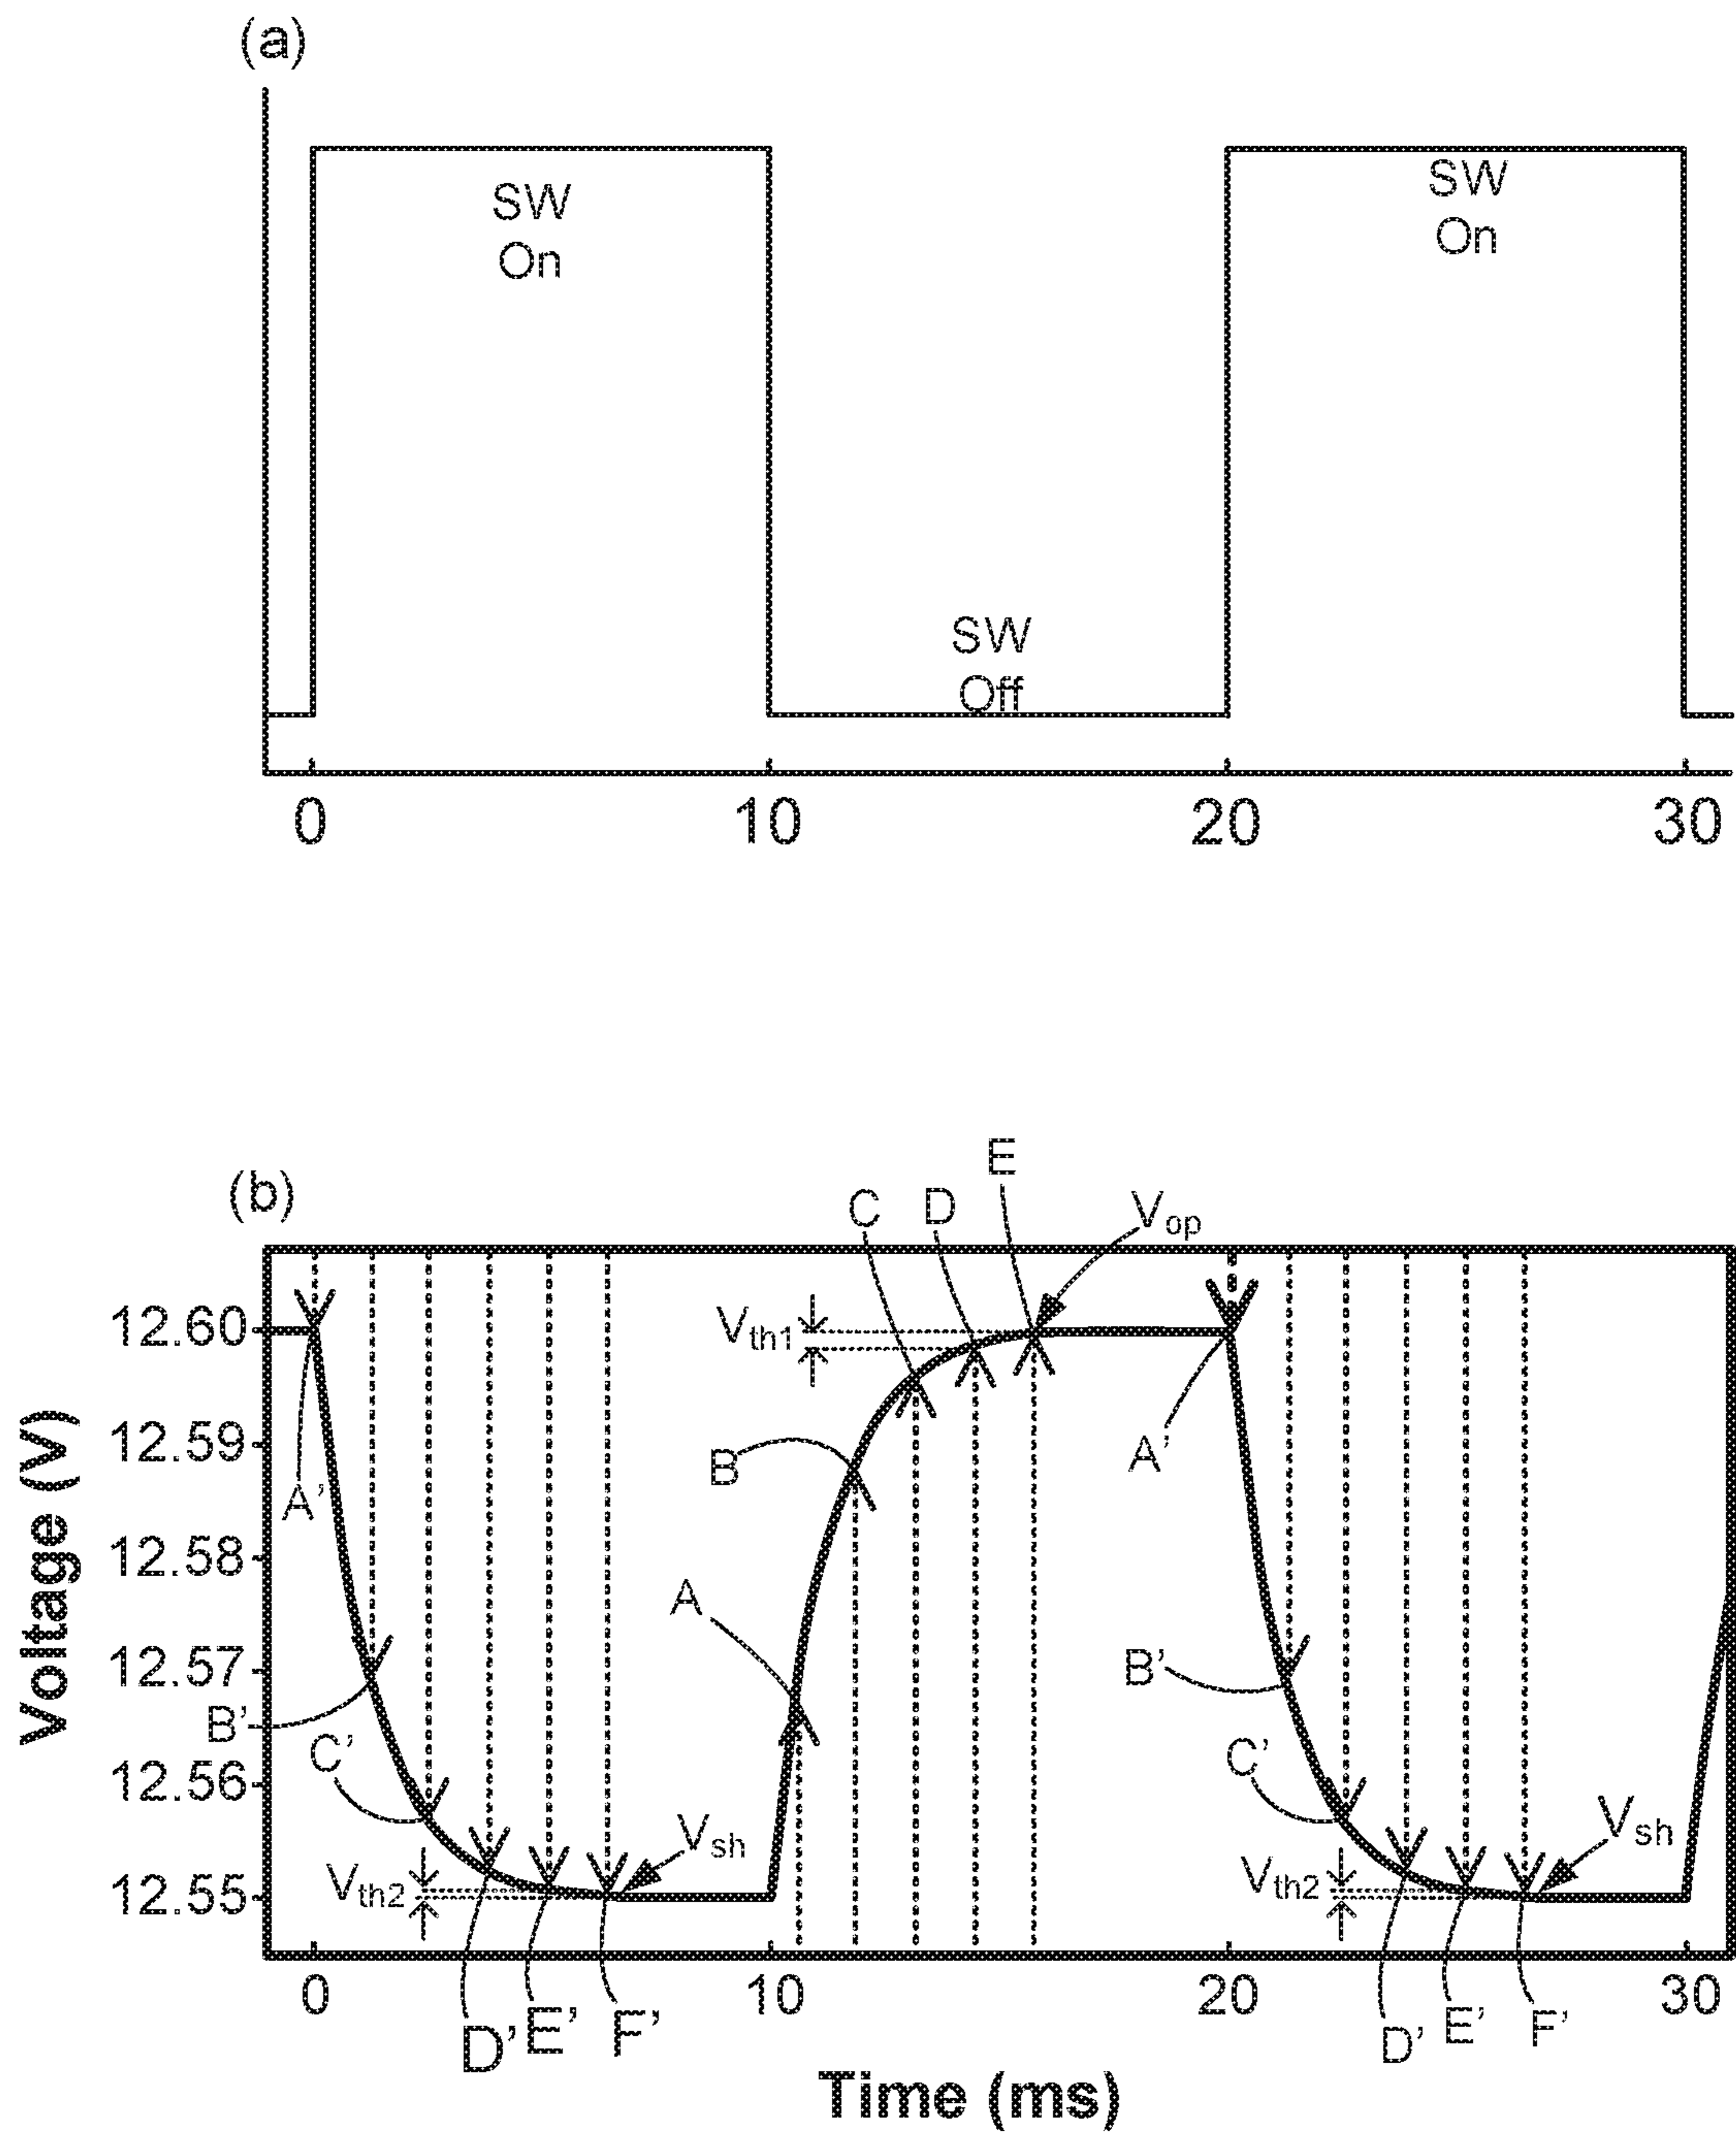 (a)
SW
On
SW
On
SW
Off
0 10 20 30
(b)
E
C D Vop
12.60
Vth1
12.59
A’ B A’
12.58
A
12.57
B’ B’
C’ C’
12.56
Vsh Vsh
Vth2 Vth2
12.55
0 10 20 30
D’ E’ F’ D’ E’ F’
Voltage (V)
Time (ms)